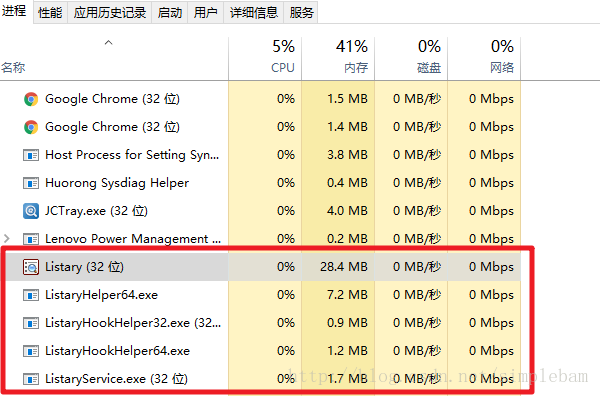 进程 性能 应用历史记录 启动 用户 详细信息 服务
5% 41% 0% 0%
名称 CPU 内存 磁盘 网络
Google Chrome (32 位) 0% 1.5 MB 0 MB/秒 0 Mbps
Google Chrome (32 位) 0% 1.4 MB 0 MB/秒 0 Mbps
Host Process for Setting Syn... 0% 3.8 MB 0 MB/秒 0 Mbps
Huorong Sysdiag Helper 0% 0.4 MB 0 MB/秒 0 Mbps
JCTray.exe (32 位) 0% 4.0 MB 0 MB/秒 0 Mbps
Lenovo Power Management ... 0% 0.2 MB 0 MB/秒 0 Mbps
Listary (32 位) 0% 28.4 MB 0 MB/秒 0 Mbps
ListaryHelper64.exe 0% 7.2 MB 0 MB/秒 0 Mbps
ListaryHookHelper32.exe (32... 0% 0.9 MB 0 MB/秒 0 Mbps
ListaryHookHelper64.exe 0% 1.2 MB 0 MB/秒 0 Mbps
ListaryService.exe (32 位) 0% 1.7 MB 0 MB/秒 0 Mbps
http://blog.csdn.net/simplebam